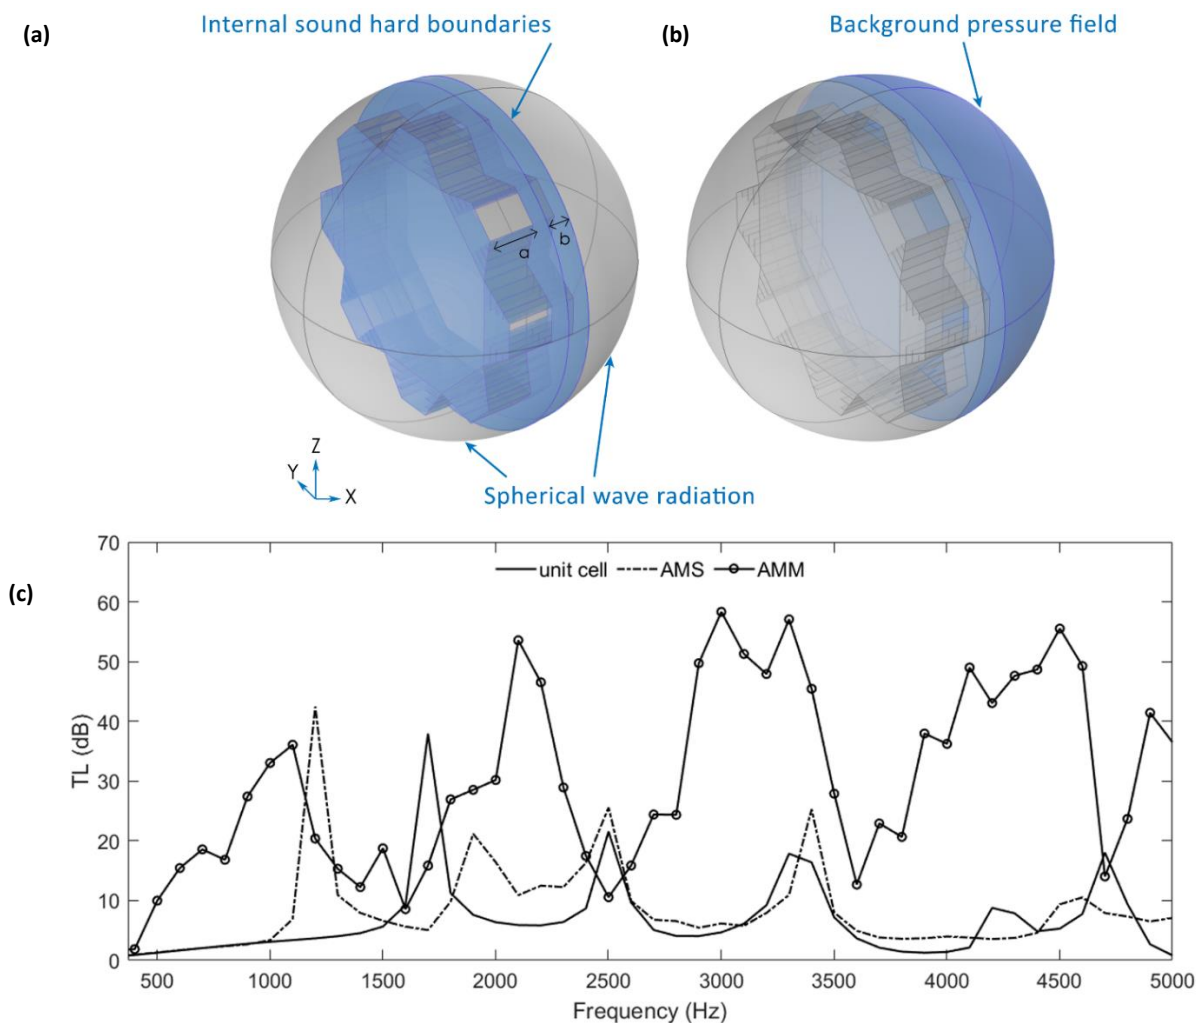 (a)
Internal sound hard boundaries
(b)
Background pressure field
a
b
Z
Y
X
Spherical wave radiation
(c)
70
60
50
40
30
20
10
0
TL (dB)
unit cell AMS AMM
500 1000 1500 2000 2500 3000 3500 4000 4500 5000
Frequency (Hz)